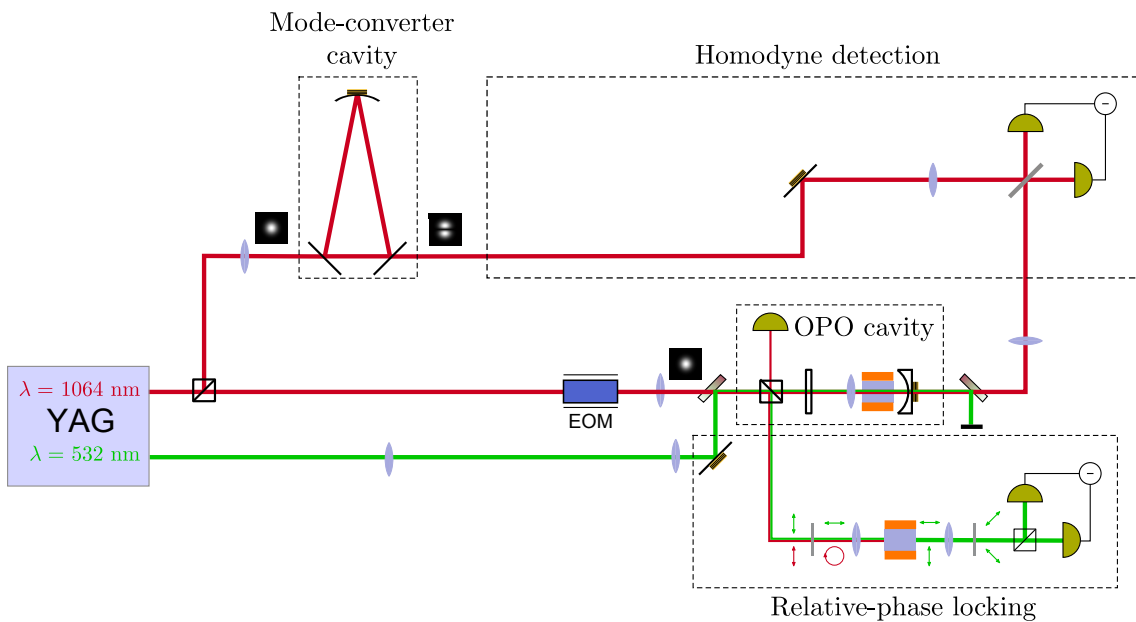 Mode-converter
cavity
Homodyne detection
−
OPO cavity
λ = 1064 nm
YAG
λ = 532 nm
EOM
−
Relative-phase locking